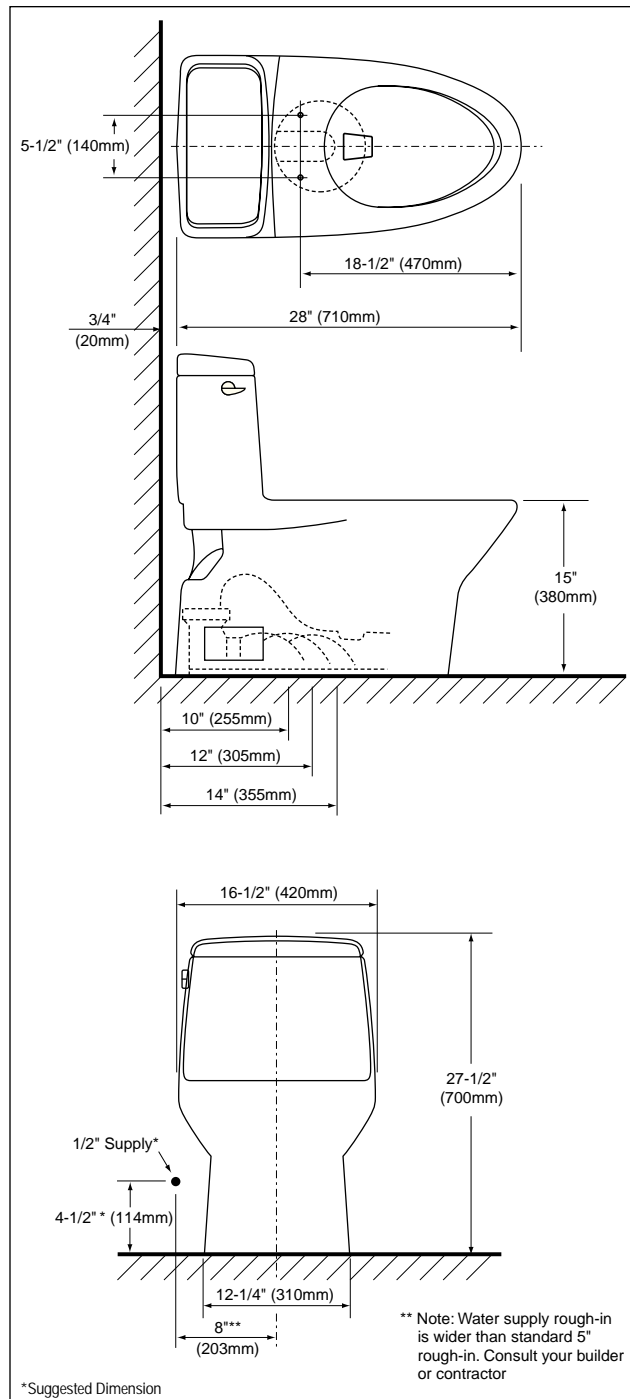 5-1/2" (140mm)
18-1/2" (470mm)
3/4"
(20mm)
28" (710mm)
15"
(380mm)
10" (255mm)
12" (305mm)
14" (355mm)
16-1/2" (420mm)
27-1/2"
(700mm)
1/2" Supply*
4-1/2" * (114mm)
12-1/4" (310mm)
8"**
(203mm)
** Note: Water supply rough-in
is wider than standard 5"
rough-in. Consult your builder
or contractor
*Suggested Dimension